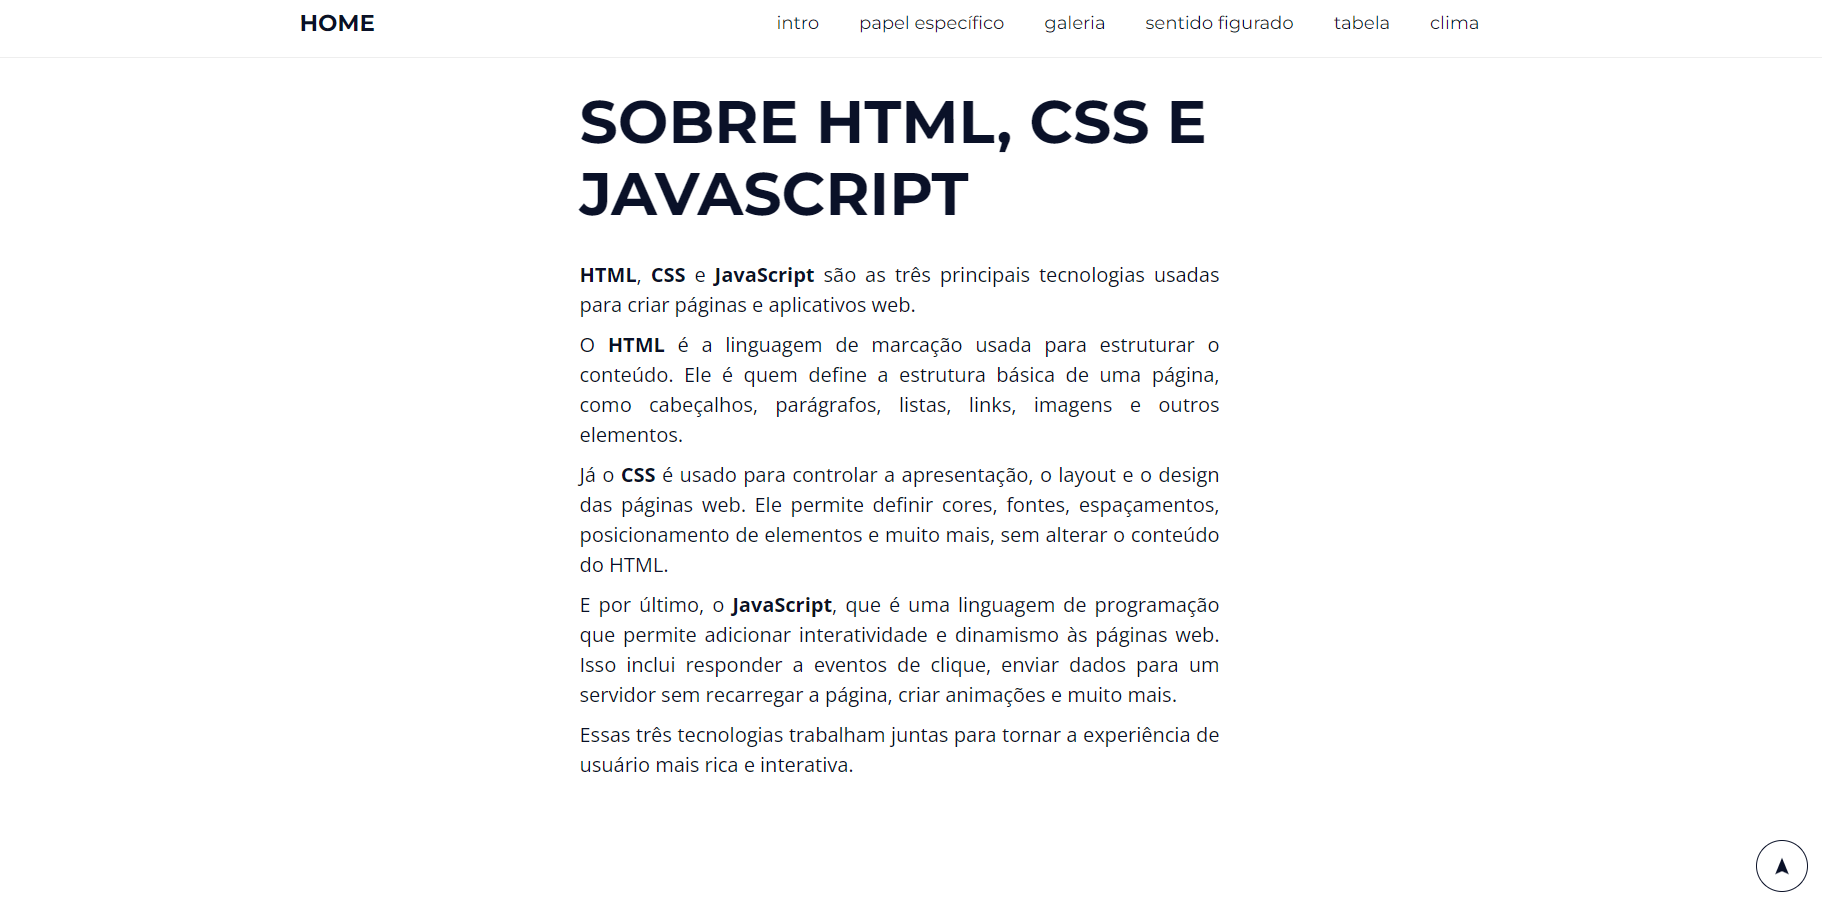 HOME intro papel específico galeria sentido figurado tabela clima
SOBRE HTML, CSS E
JAVASCRIPT
HTML, CSS e JavaScript são as três principais tecnologias usadas
para criar páginas e aplicativos web.
O HTML é a linguagem de marcação usada para estruturar o
conteúdo. Ele é quem define a estrutura básica de uma página,
como cabeçalhos, parágrafos, listas, links, imagens e outros
elementos.
Já o CSS é usado para controlar a apresentação, o layout e o design
das páginas web. Ele permite definir cores, fontes, espaçamentos,
posicionamento de elementos e muito mais, sem alterar o conteúdo
do HTML.
E por último, o JavaScript, que é uma linguagem de programação
que permite adicionar interatividade e dinamismo às páginas web.
Isso inclui responder a eventos de clique, enviar dados para um
servidor sem recarregar a página, criar animações e muito mais.
Essas três tecnologias trabalham juntas para tornar a experiência de
usuário mais rica e interativa.